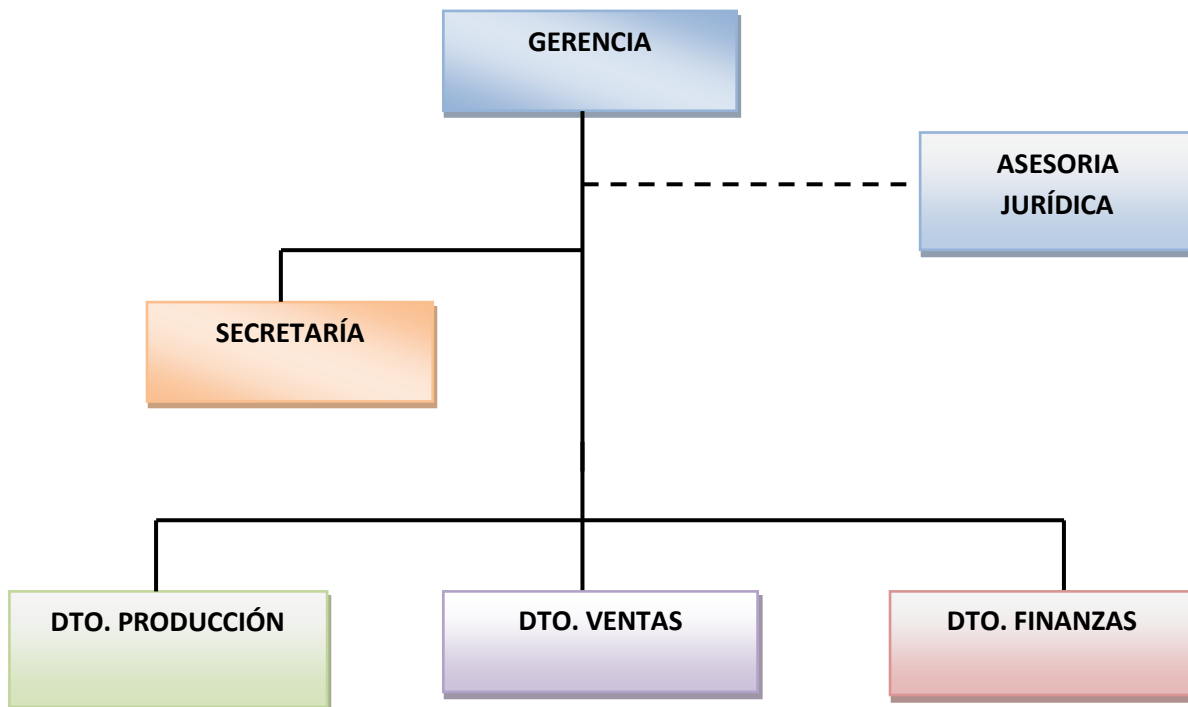 GERENCIA
ASESORIA
JURÍDICA
SECRETARÍA
DTO. PRODUCCIÓN
DTO. VENTAS
DTO. FINANZAS